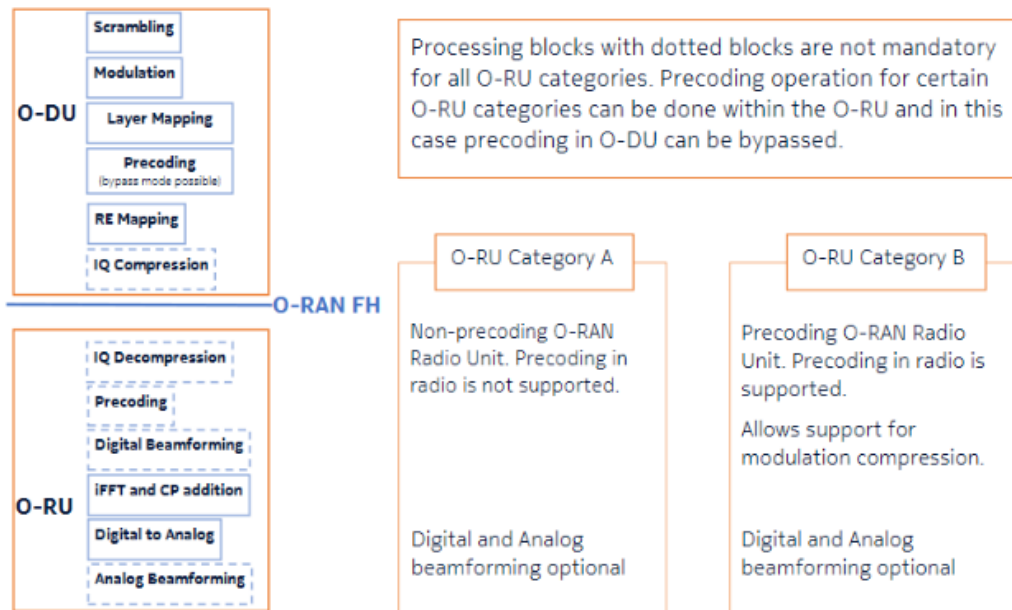 O-DU
Scrambling
Modulation
Layer Mapping
Precoding
(bypass mode possible)
RE Mapping
IQ Compression
O-RAN FH
O-RU
IQ Decompression
Precoding
Digital Beamforming
iFFT and CP addition
Digital to Analog
Analog Beamforming
Processing blocks with dotted blocks are not mandatory
for all O-RU categories. Precoding operation for certain
O-RU categories can be done within the O-RU and in this
case precoding in O-DU can be bypassed.
O-RU Category A
Non-precoding O-RAN
Radio Unit. Precoding in
radio is not supported.
Digital and Analog
beamforming optional
O-RU Category B
Precoding O-RAN Radio
Unit. Precoding in radio is
supported.
Allows support for
modulation compression.
Digital and Analog
beamforming optional